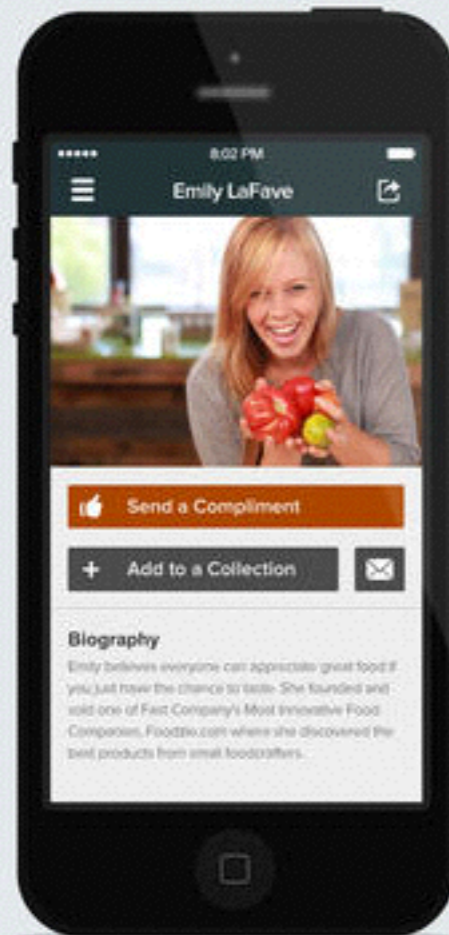 8:02 PM
Emily LaFave
Send a Compliment
Add to a Collection
Biography
Emily believes everyone can appreciate great food if
you just have the chance to taste. She founded and
sold one of Fast Company's Most Innovative Food
Companies, Foodzie.com where she discovered the
best products from small foodcrafters.